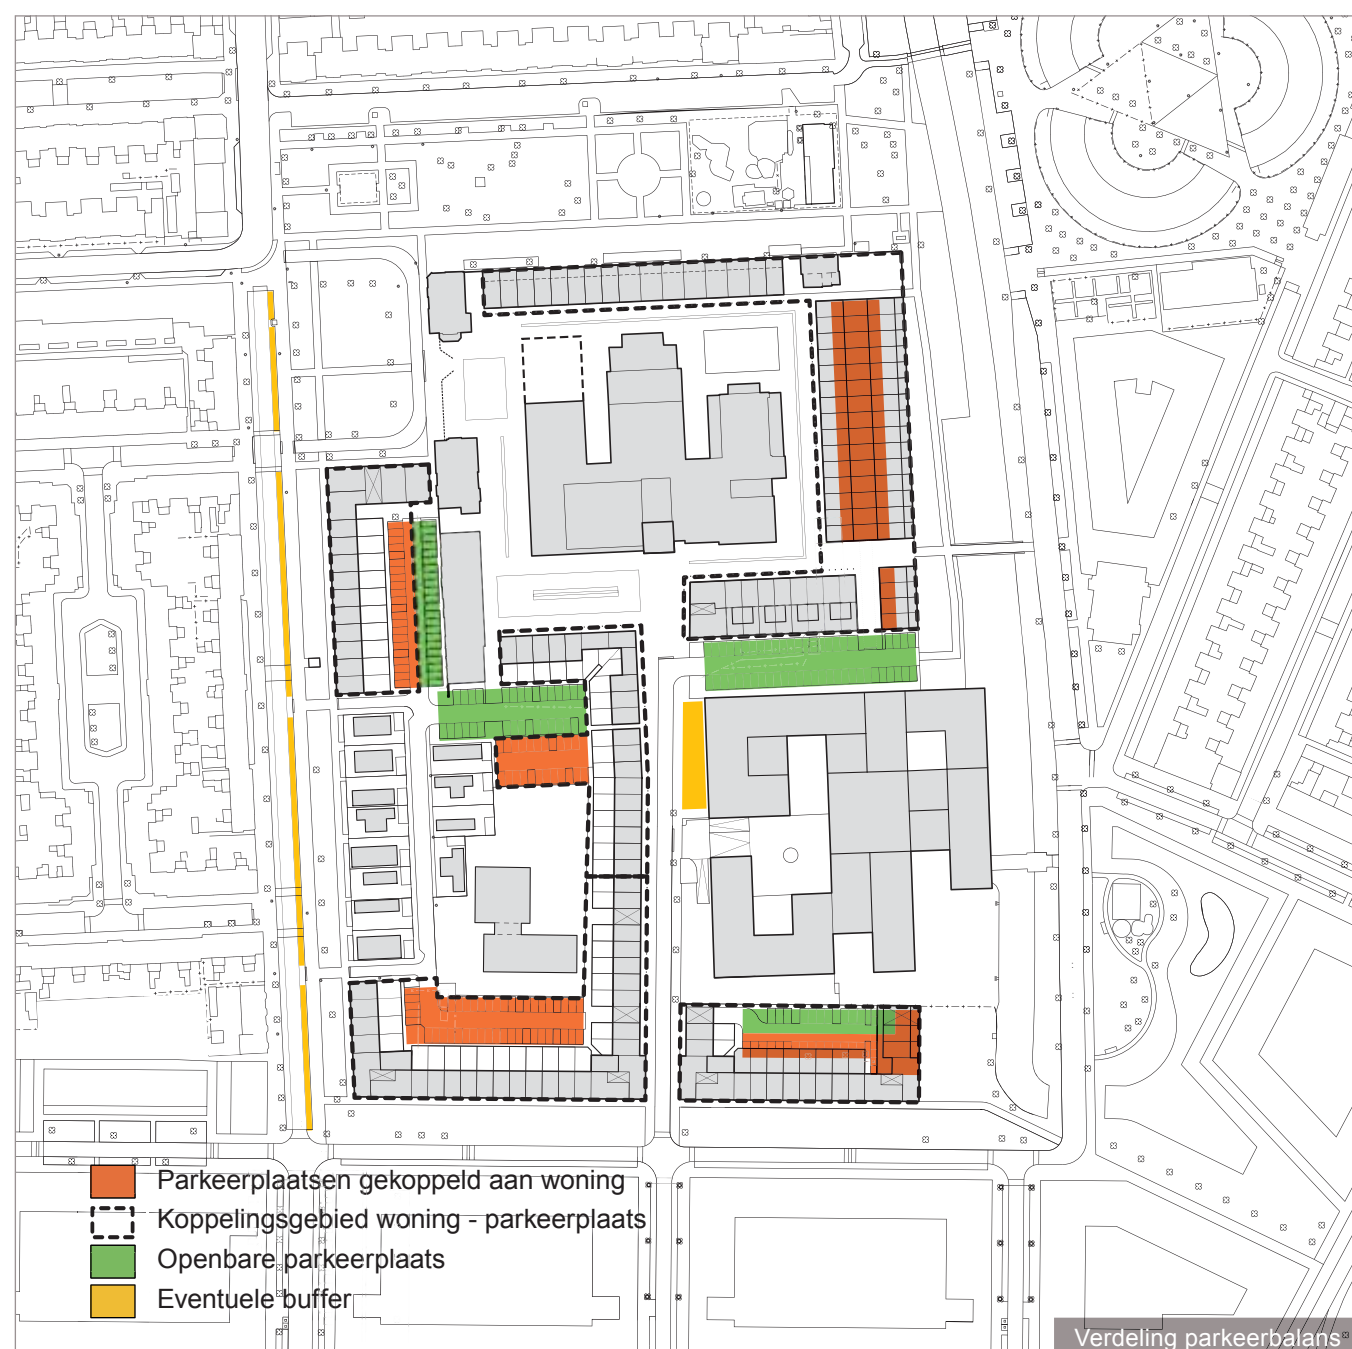 Parkeerplaatsen gekoppeld aan woning
Koppelingsgebied woning - parkeerplaats
Openbare parkeerplaats
Eventuele buffer
Verdeling parkeerbalans